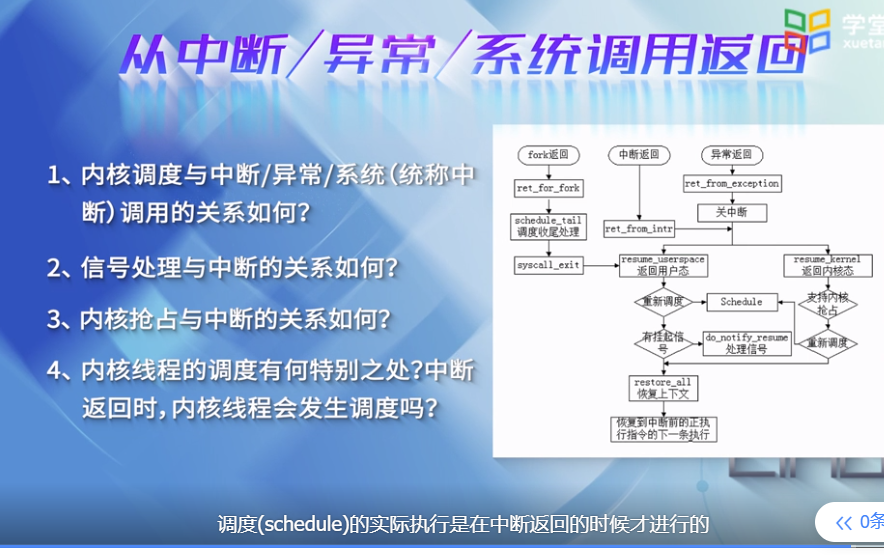 从中断/异常/系统调用返回
学堂
xueta
1、内核调度与中断/异常/系统(统称中
断)调用的关系如何?
2、信号处理与中断的关系如何?
3、内核抢占与中断的关系如何?
4、内核线程的调度有何特别之处?中断
返回时,内核线程会发生调度吗?
fork返回
中断返回
异常返回
ret_for_fork
ret_from_exception
关中断
schedule_tail
调度收尾处理
ret_from_intr
syscall_exit
resume_userspace
返回用户态
resume_kernel
返回内核态
重新调度
Schedule
支持内核
抢占
有挂起信
号
do_notify_resume
处理信号
重新调度
restore_all
恢复上下文
恢复到中断前的正执
行指令的下一条执行
调度(schedule)的实际执行是在中断返回的时候才进行的
0条